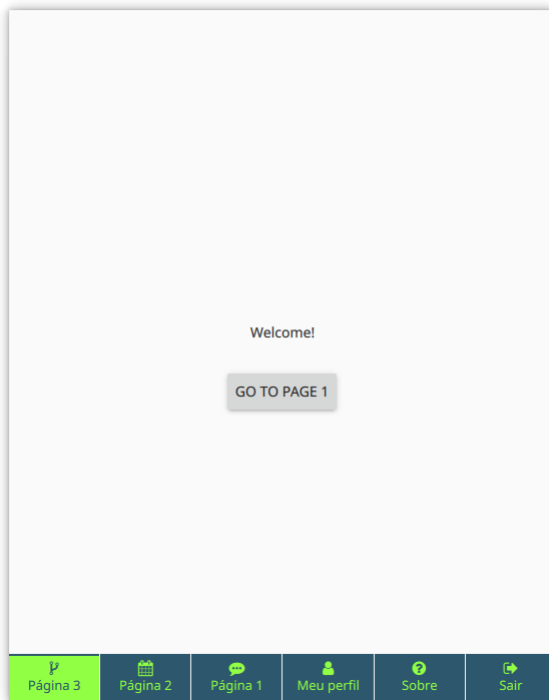 Welcome!
GO TO PAGE 1
Página 3
Página 2
Página 1
Meu perfil
Sobre
Sair